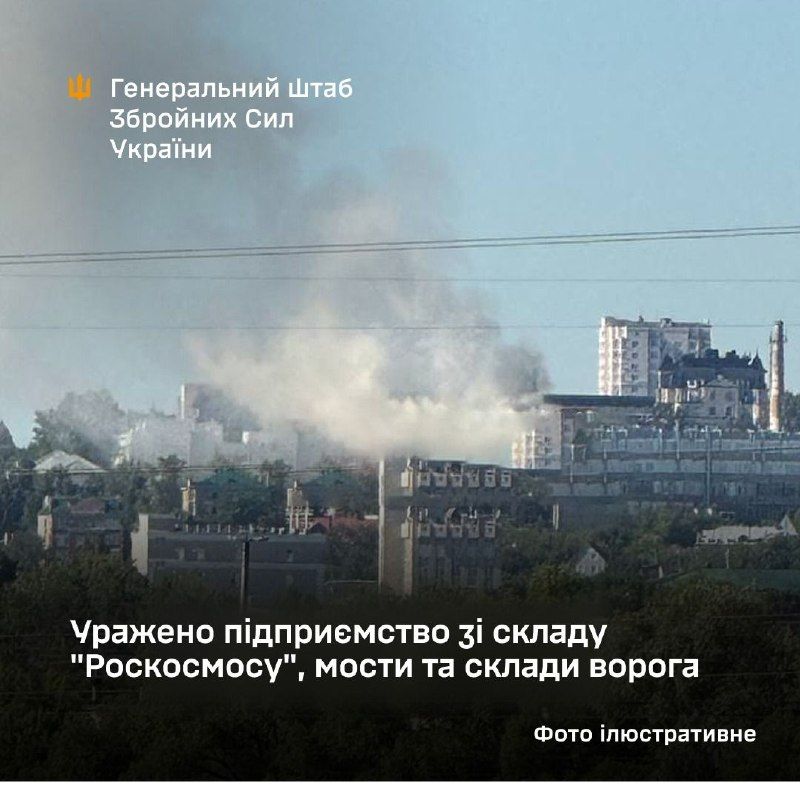 Генеральний штаб
Збройних Сил
України
Уражено підприємство зі складу
"Роскосмосу", мости та склади ворога
Фото ілюстративне